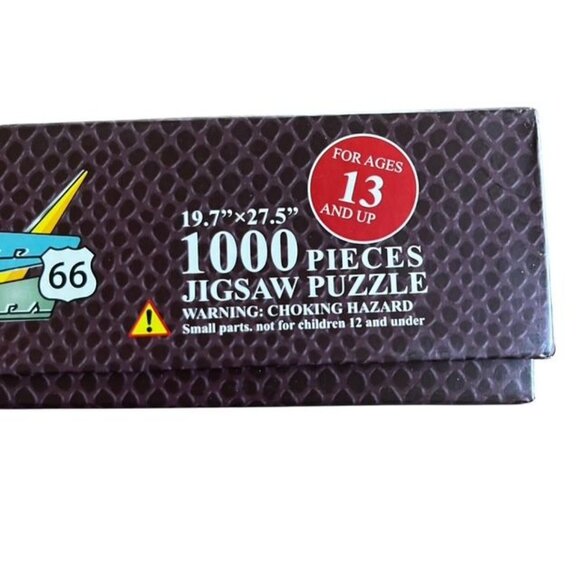 FOR AGES
13
AND UP
19.7”×27.5”
1000 PIECES
JIGSAW PUZZLE
WARNING: CHOKING HAZARD
Small parts. not for children 12 and under
66